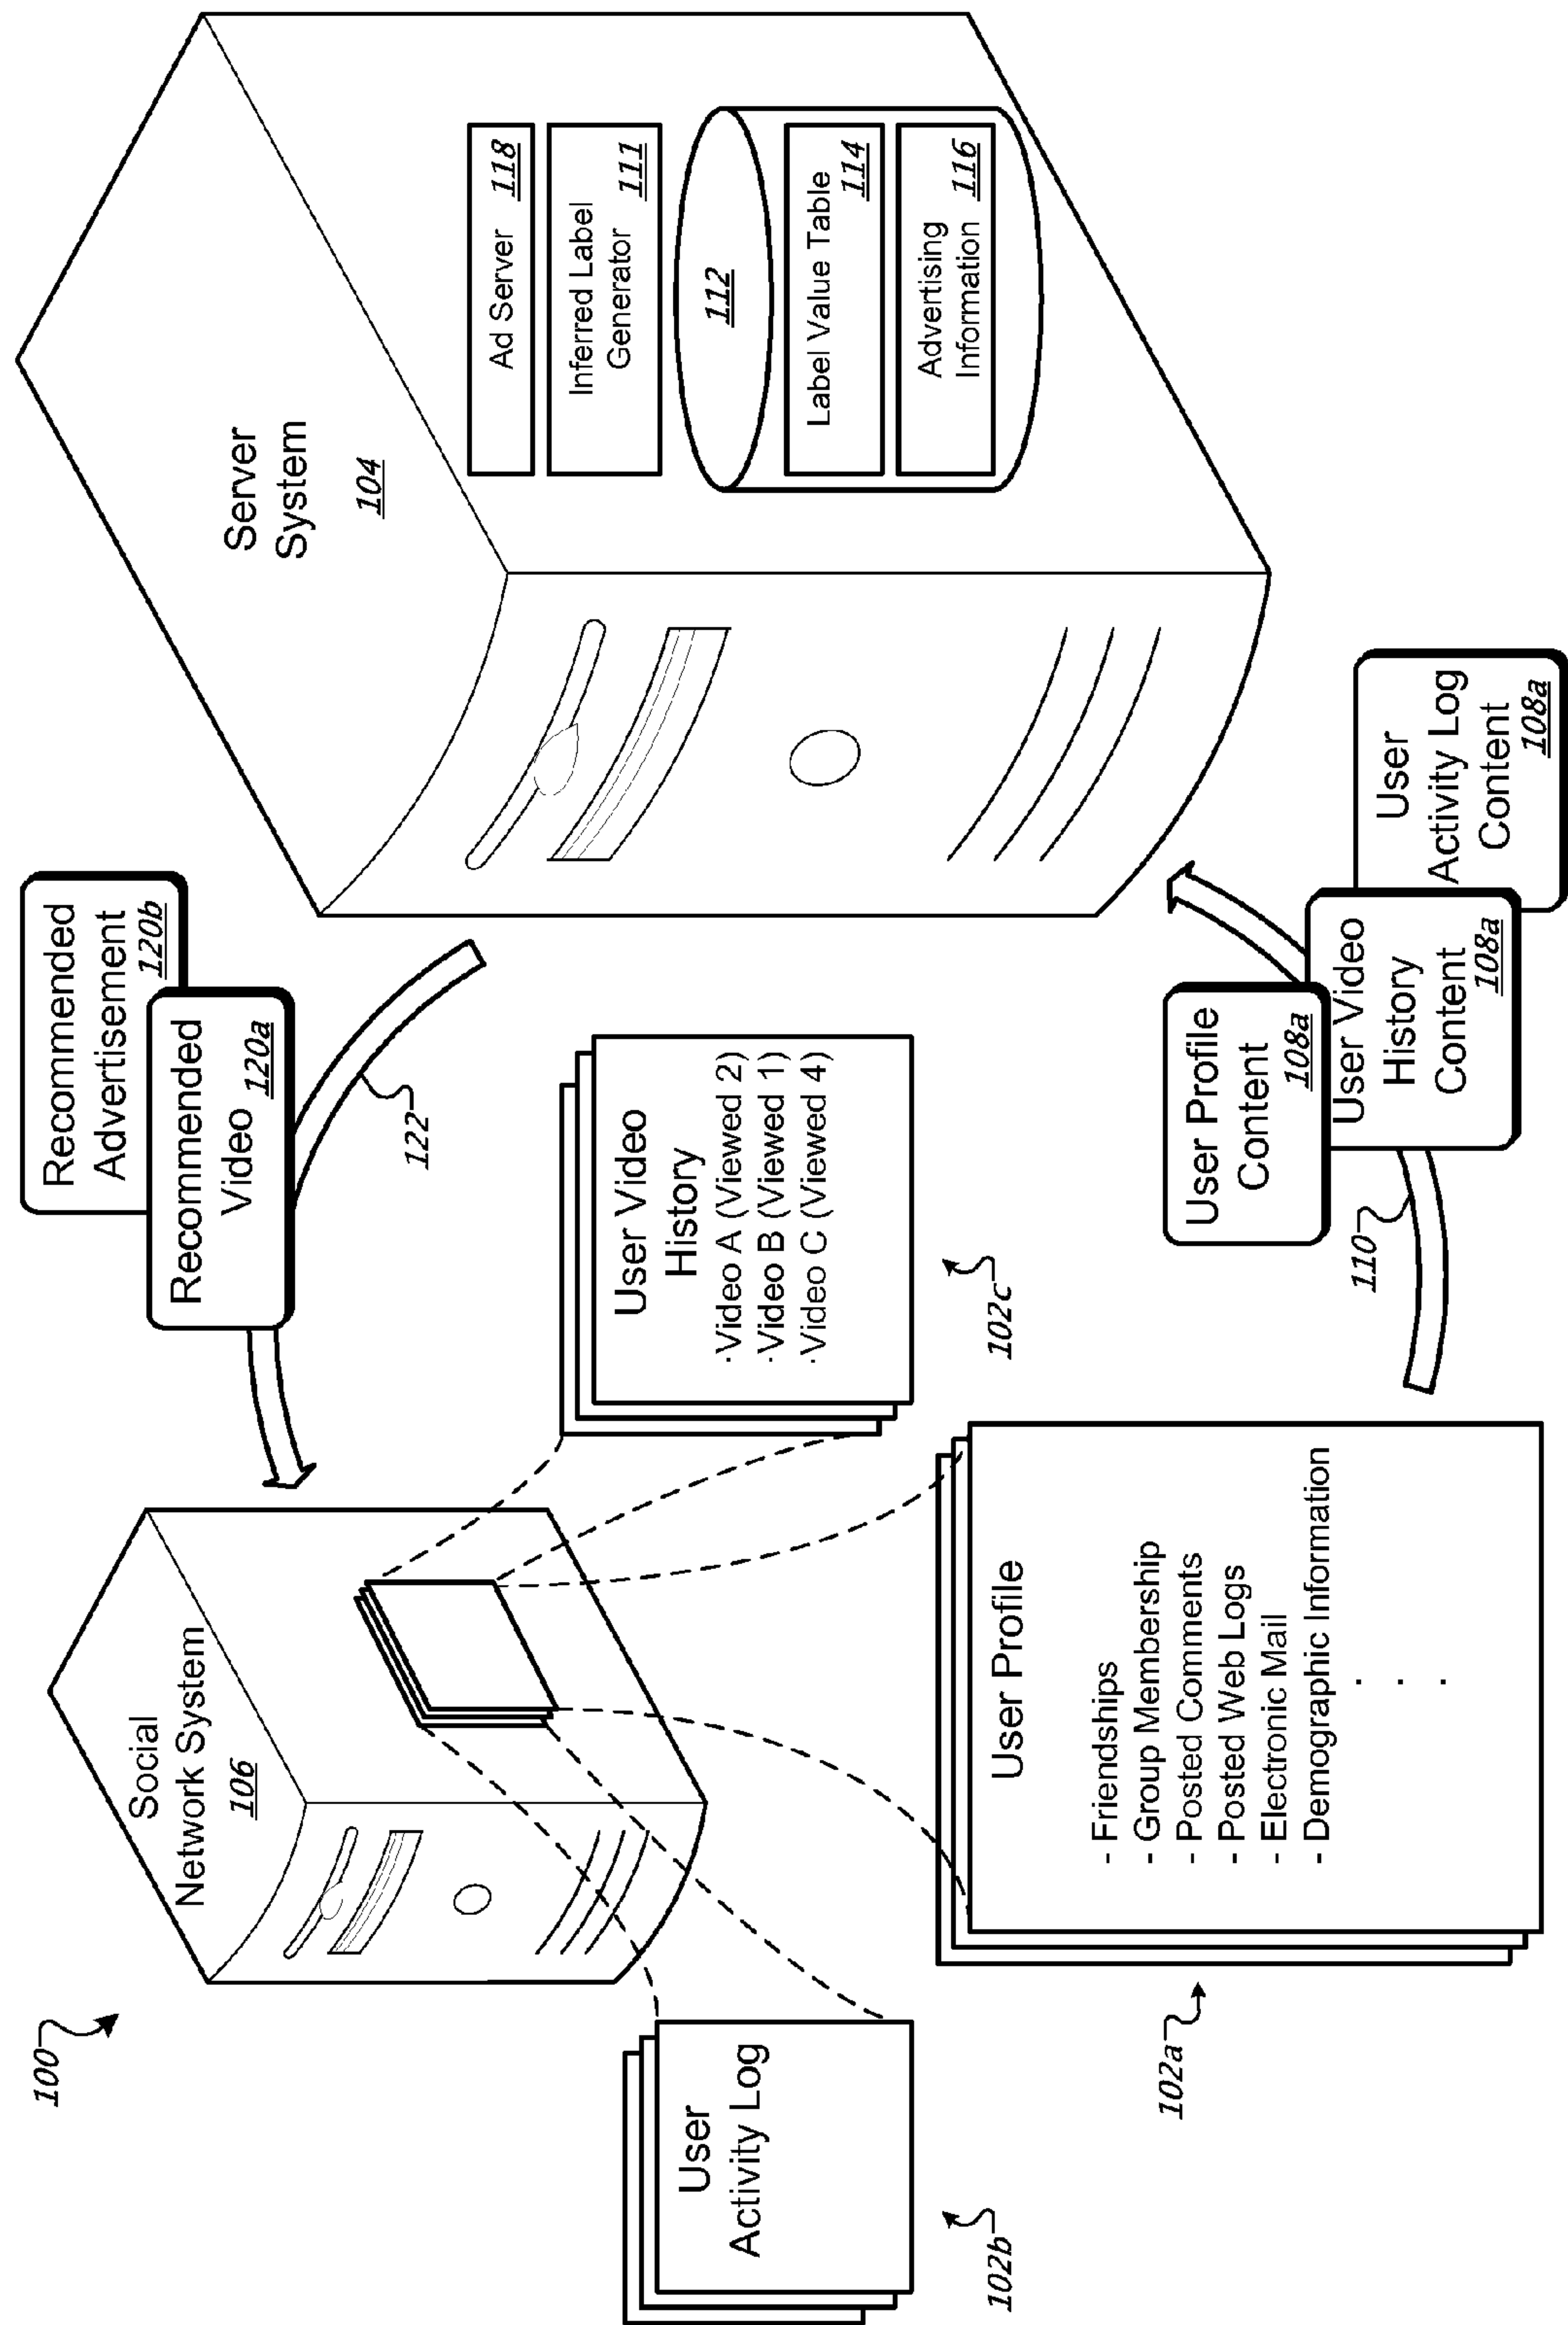 100
Social
Network System
106
Recommended
Advertisement
120b
Recommended
Video
120a
122
Server
System
104
Ad Server
118
Inferred Label
Generator
111
112
Label Value Table
114
Advertising
Information
116
User
Activity Log
102b
User Video
History
·Video A (Viewed 2)
·Video B (Viewed 1)
·Video C (Viewed 4)
102c
User Profile
- Friendships
- Group Membership
- Posted Comments
- Posted Web Logs
- Electronic Mail
- Demographic Information
.
.
.
102a
110
User Profile
Content
108a
User Video
History
Content
108a
User
Activity Log
Content
108a